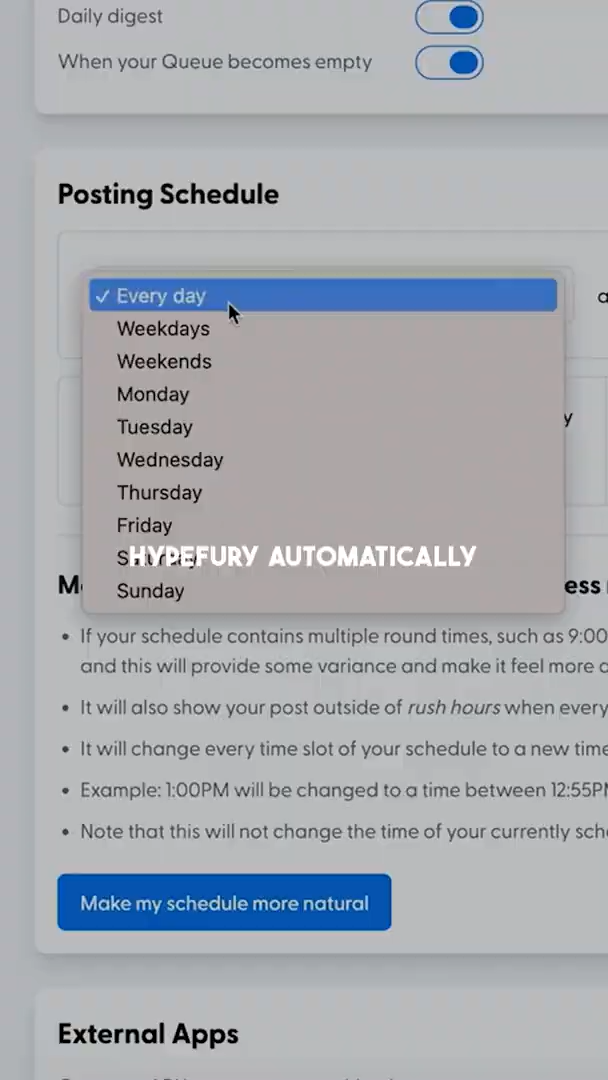 Daily digest
When your Queue becomes empty
Posting Schedule
✓ Every day
Weekdays
Weekends
Monday
Tuesday
Wednesday
Thursday
Friday
Saturday
HYPEFURY AUTOMATICALLY
Sunday
If your schedule contains multiple round times, such as 9:00
and this will provide some variance and make it feel more
It will also show your post outside of rush hours when every
It will change every time slot of your schedule to a new time
Example: 1:00PM will be changed to a time between 12:55PM
Note that this will not change the time of your currently
Make my schedule more natural
External Apps